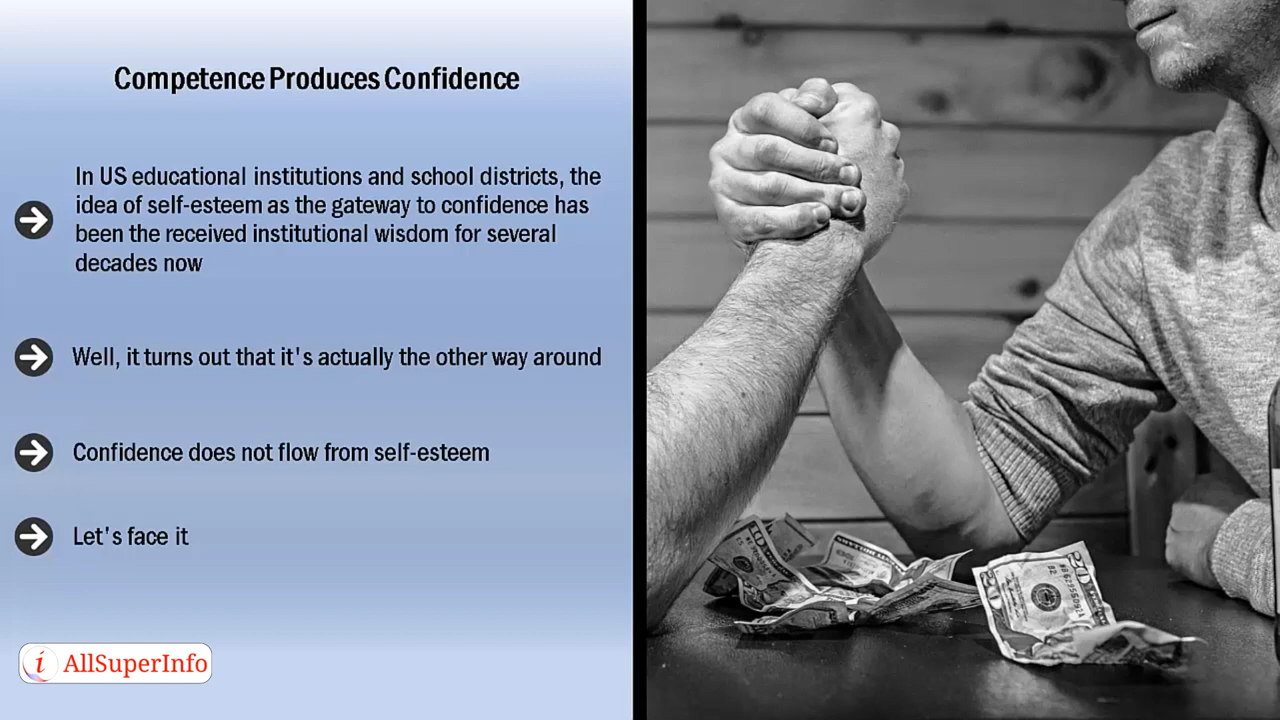 Competence Produces Confidence
In US educational institutions and school districts, the
idea of self-esteem as the gateway to confidence has
been the received institutional wisdom for several
decades now
Well, it turns out that it's actually the other way around
Confidence does not flow from self-esteem
Let's face it
i AllSuperInfo
20